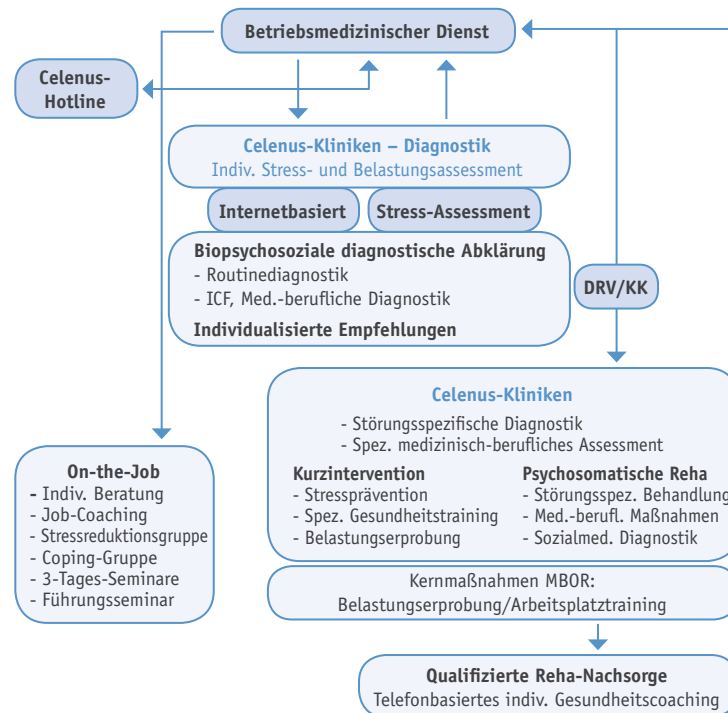 Betriebsmedizinischer Dienst
Celenus-
Hotline
Celenus-Kliniken – Diagnostik
Indiv. Stress- und Belastungsassessment
Internetbasiert
Stress-Assessment
Biopsychosoziale diagnostische Abklärung
- Routinediagnostik
- ICF, Med.-berufliche Diagnostik
Individualisierte Empfehlungen
DRV/KK
Celenus-Kliniken
- Störungsspezifische Diagnostik
- Spez. medizinisch-berufliches Assessment
Kurzintervention
- Stressprävention
- Spez. Gesundheitstraining
- Belastungserprobung
Psychosomatische Reha
- Störungsspez. Behandlung
- Med.-berufl. Maßnahmen
- Sozialmed. Diagnostik
On-the-Job
- Indiv. Beratung
- Job-Coaching
- Stressreduktionsgruppe
- Coping-Gruppe
- 3-Tages-Seminare
- Führungsseminar
Kernmaßnahmen MBOR:
Belastungserprobung/Arbeitsplatztraining
Qualifizierte Reha-Nachsorge
Telefonbasiertes indiv. Gesundheitscoaching